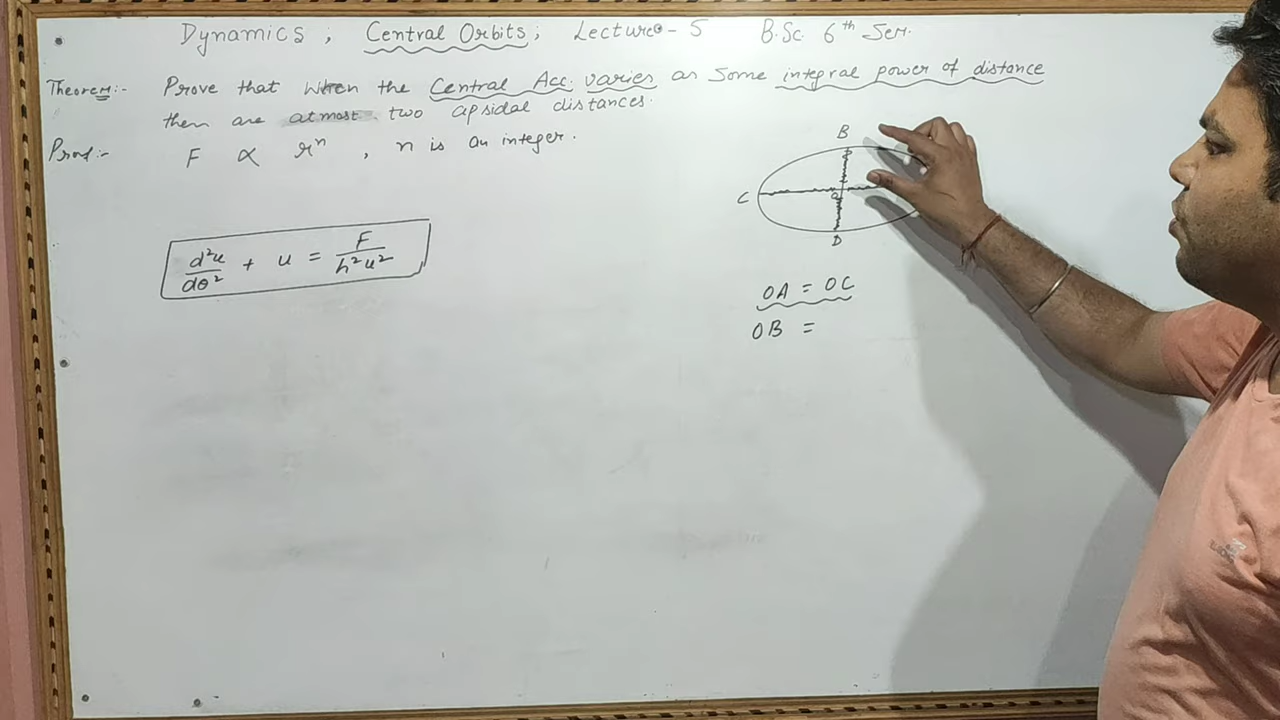 Dynamics ; Central Orbits ; Lecture - 5 B.Sc. 6th Sem.
Theorem:- Prove that when the Central Acc. varies as some integral power of distance
there are atmost two apsidal distances.
Proof:- F ∝ r^n , n is an integer.
B
C
O
D
d²u/dθ² + u = F/h²u²
OA = OC
OB =